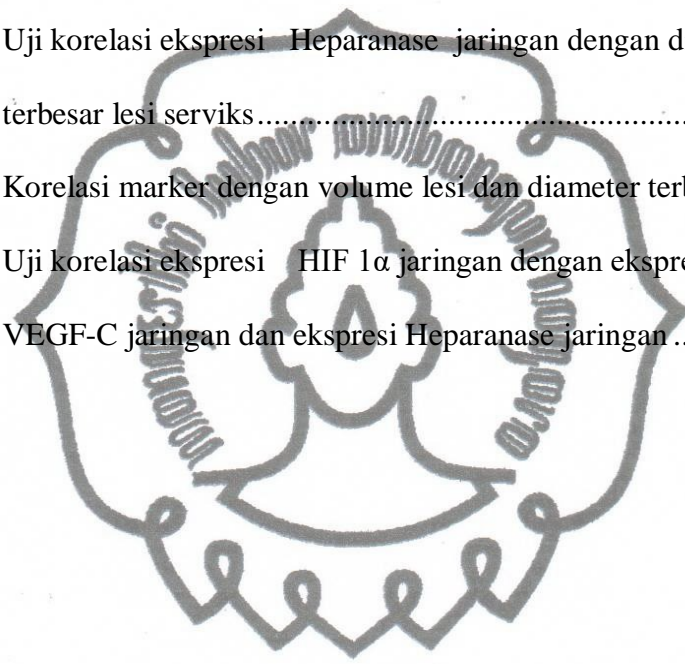 Uji korelasi ekspresi Heparanase jaringan dengan d
terbesar lesi serviks.............................................
Korelasi marker dengan volume lesi dan diameter terb
Uji korelasi ekspresi HIF 1α jaringan dengan ekspre
VEGF-C jaringan dan ekspresi Heparanase jaringan ..